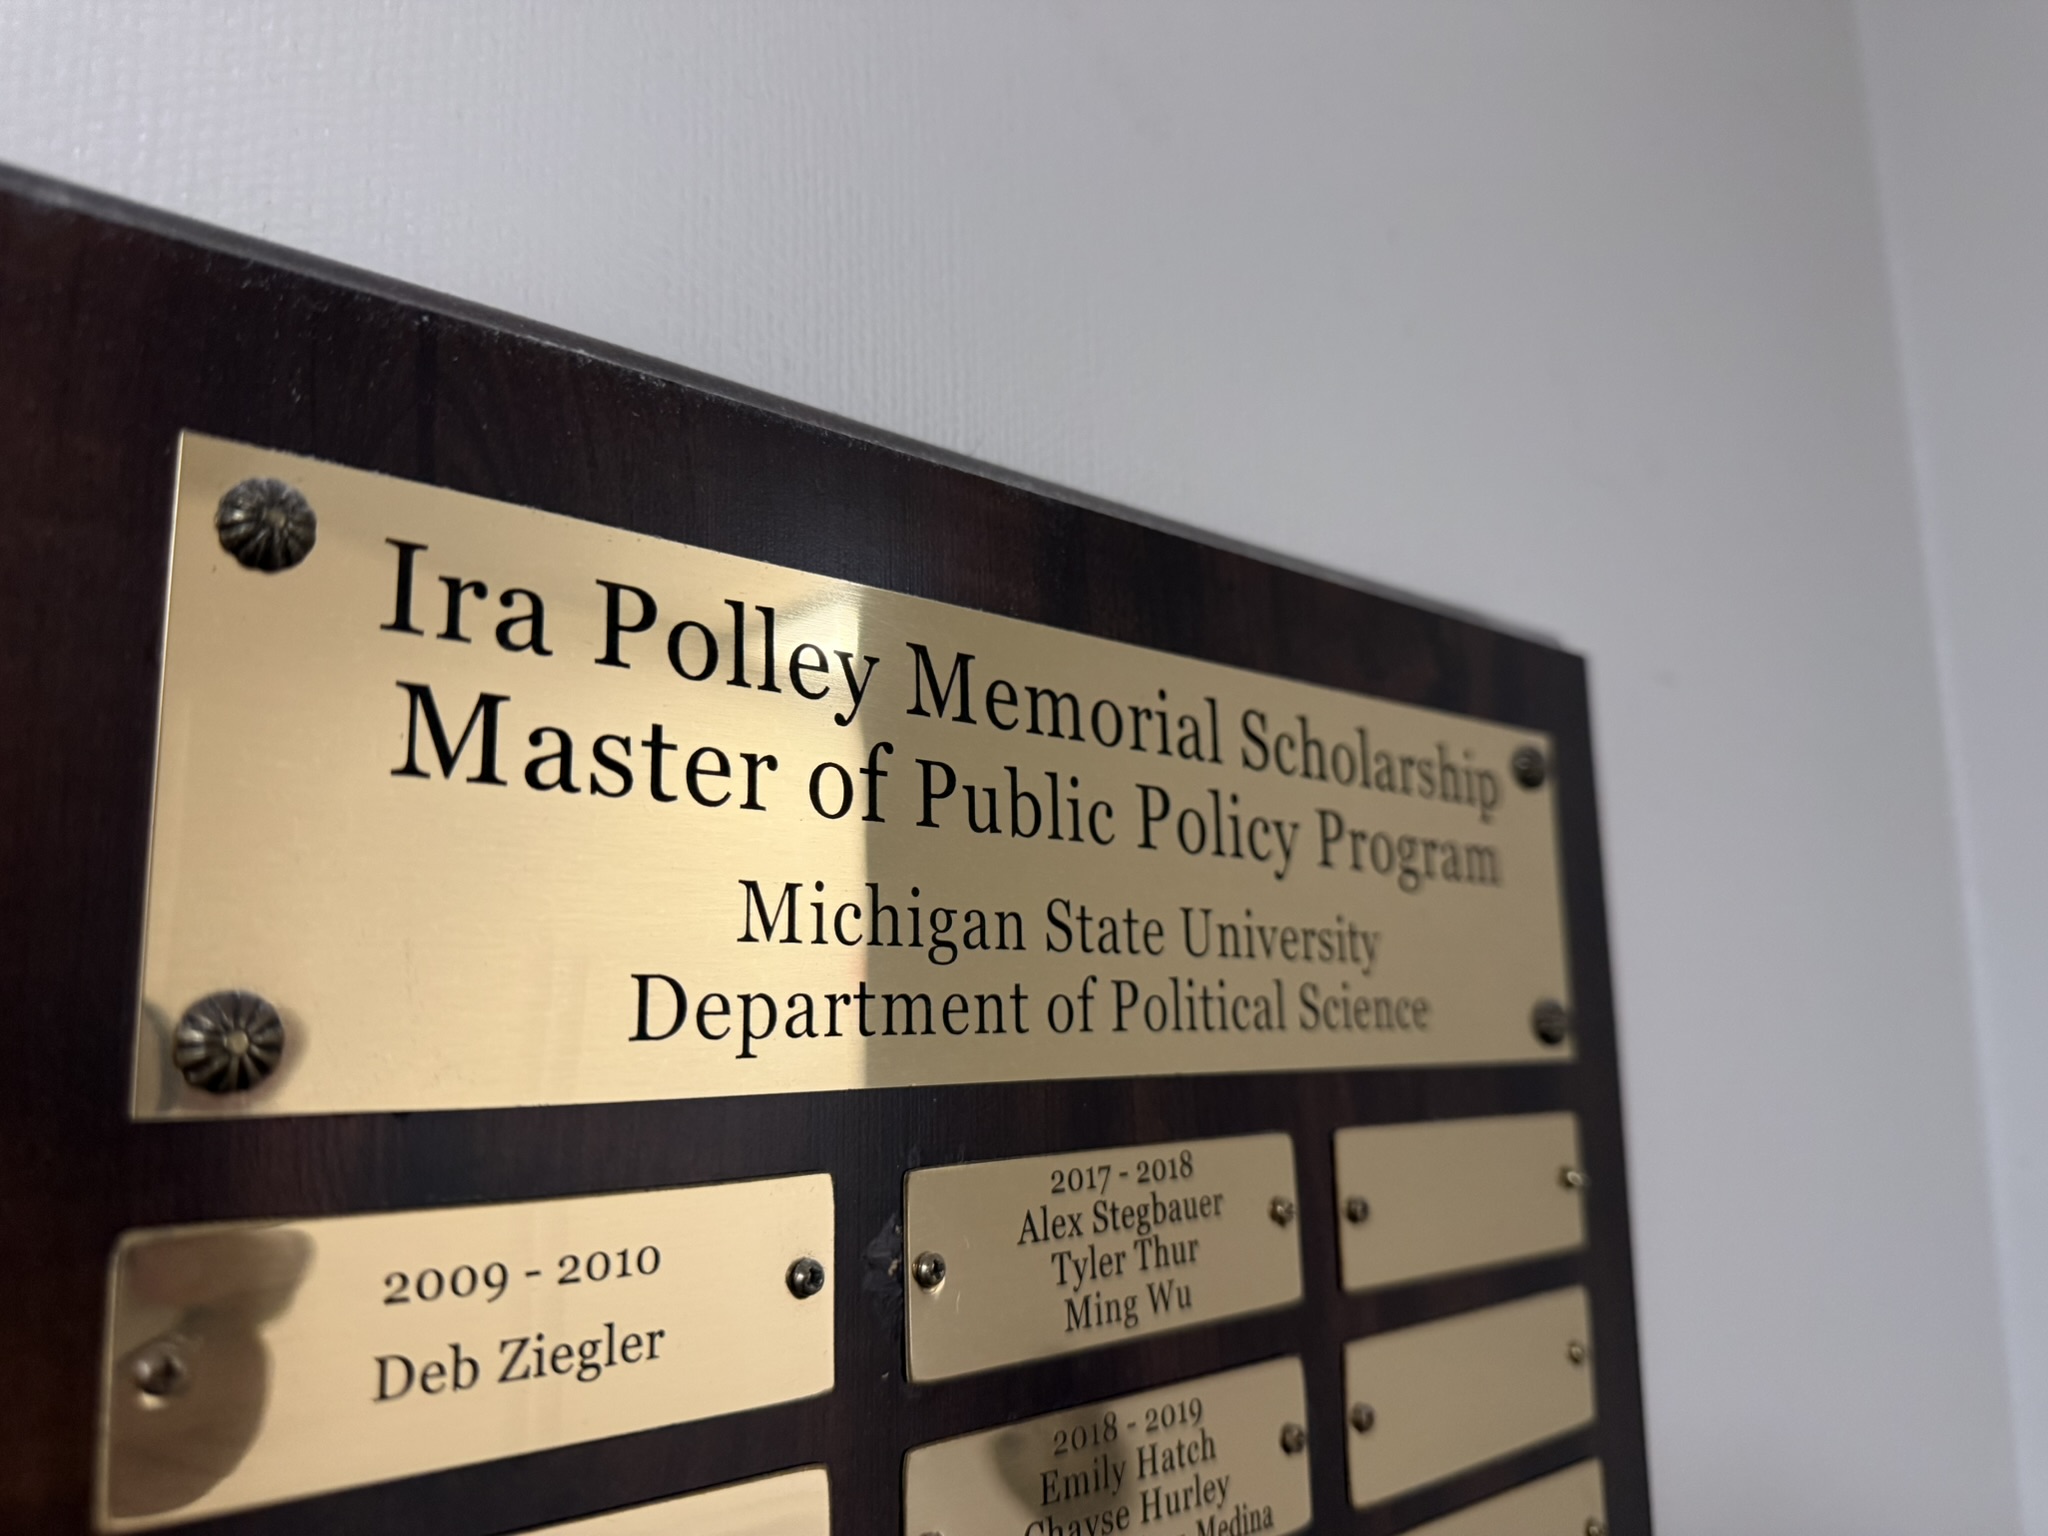 Ira Polley Memorial Scholarship
Master of Public Policy Program
Michigan State University
Department of Political Science
2009 - 2010
Deb Ziegler
2017 - 2018
Alex Stegbauer
Tyler Thur
Ming Wu
2018 - 2019
Emily Hatch
Chayse Hurley
Medina